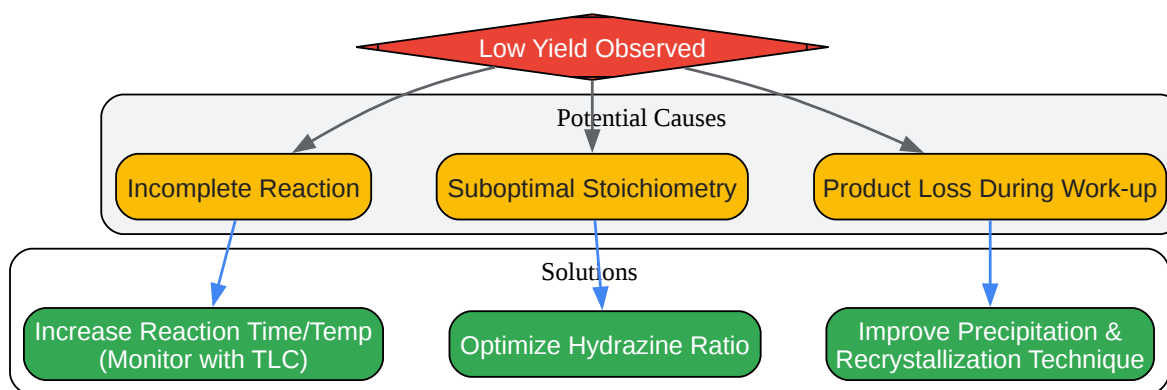 Low Yield Observed
Potential Causes
Incomplete Reaction
Suboptimal Stoichiometry
Product Loss During Work-up
Solutions
Increase Reaction Time/Temp
(Monitor with TLC)
Optimize Hydrazine Ratio
Improve Precipitation &
Recrystallization Technique